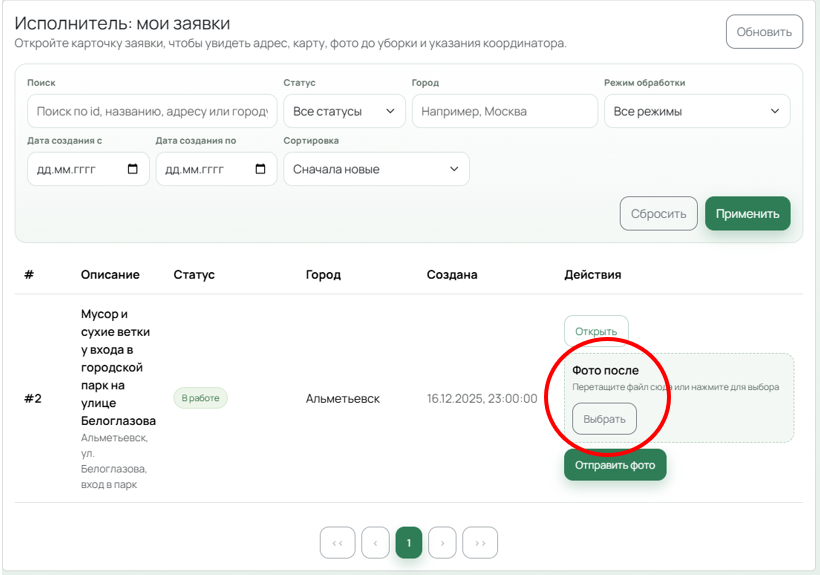 Исполнитель: мои заявки
Откройте карточку заявки, чтобы увидеть адрес, карту, фото до уборки и указания координатора.
Обновить
Поиск Статус Город Режим обработки
Поиск по id, названию, адресу или городу Все статусы Например, Москва Все режимы
Дата создания с Дата создания по Сортировка
дд.мм.гггг дд.мм.гггг Сначала новые
Сбросить Применить
# Описание Статус Город Создана Действия
Мусор и
сухие ветки
у входа в
городской
парк на
улице
Белоглазова
Альметьевск,
ул.
Белоглазова,
вход в парк
#2 В работе Альметьевск 16.12.2025, 23:00:00
Открыть
Фото после
Перетащите файл сюда или нажмите для выбора
Выбрать
Отправить фото
<< < 1 > >>